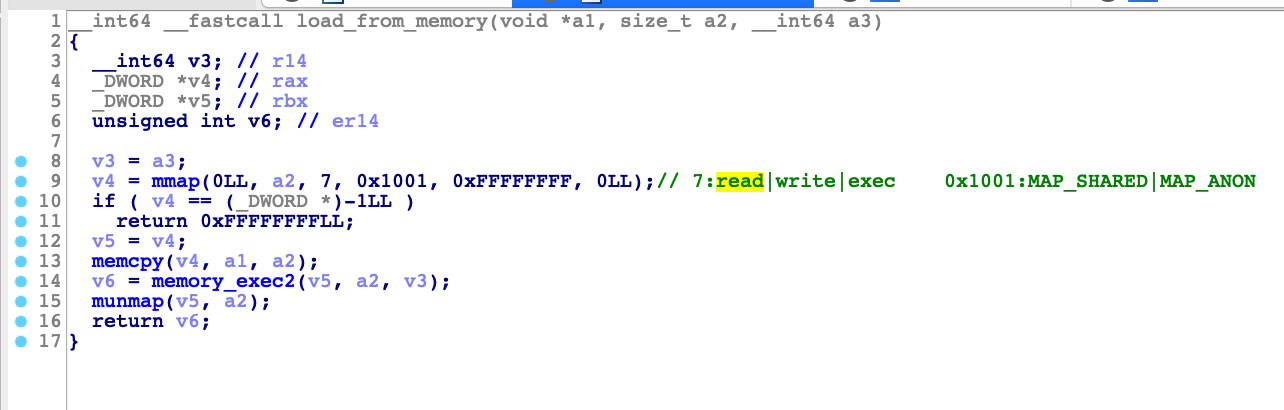 1 __int64 __fastcall load_from_memory(void *a1, size_t a2, __int64 a3)
2 {
3 __int64 v3; // r14
4 _DWORD *v4; // rax
5 _DWORD *v5; // rbx
6 unsigned int v6; // er14
7
8 v3 = a3;
9 v4 = mmap(0LL, a2, 7, 0x1001, 0xFFFFFFFF, 0LL);// 7:read|write|exec    0x1001:MAP_SHARED|MAP_ANON
10 if ( v4 == (_DWORD *)-1LL )
11 return 0xFFFFFFFFLL;
12 v5 = v4;
13 memcpy(v4, a1, a2);
14 v6 = memory_exec2(v5, a2, v3);
15 munmap(v5, a2);
16 return v6;
17 }